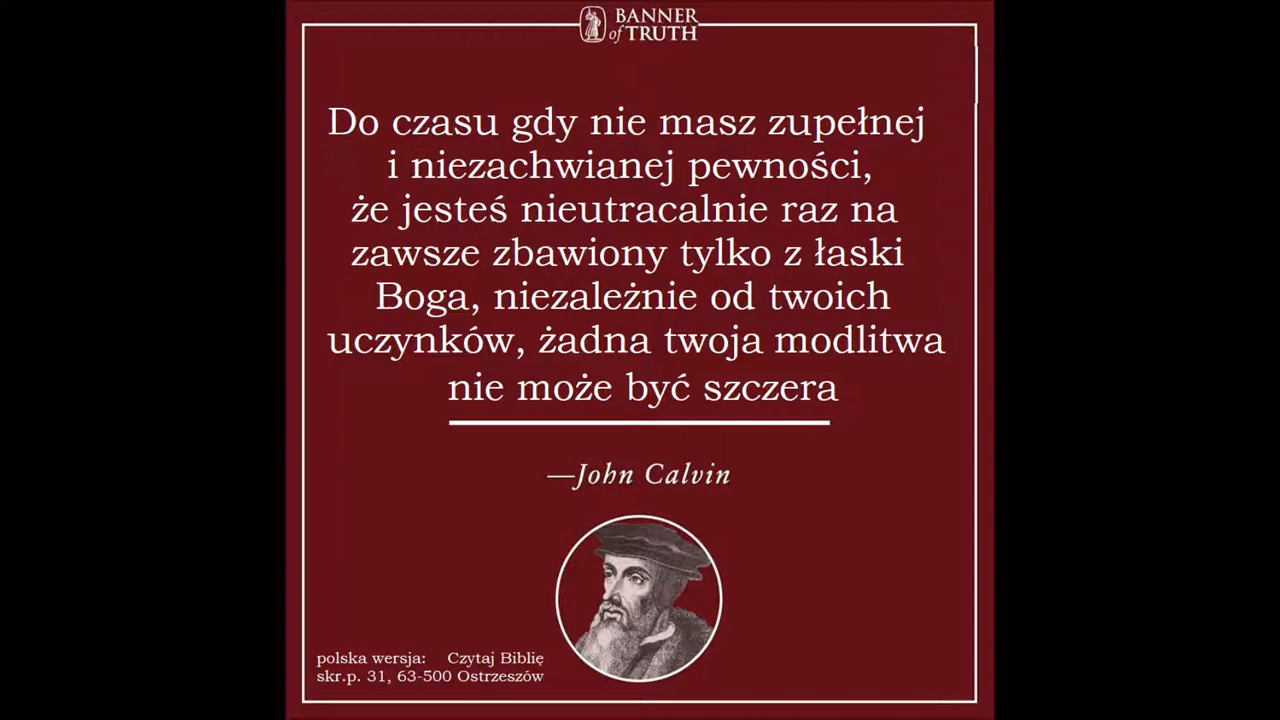 BANNER
of TRUTH
Do czasu gdy nie masz zupełnej
i niezachwianej pewności,
że jesteś nieutracalnie raz na
zawsze zbawiony tylko z łaski
Boga, niezależnie od twoich
uczynków, żadna twoja modlitwa
nie może być szczera
—John Calvin
polska wersja: Czytaj Biblię
skr.p. 31, 63-500 Ostrzeszów